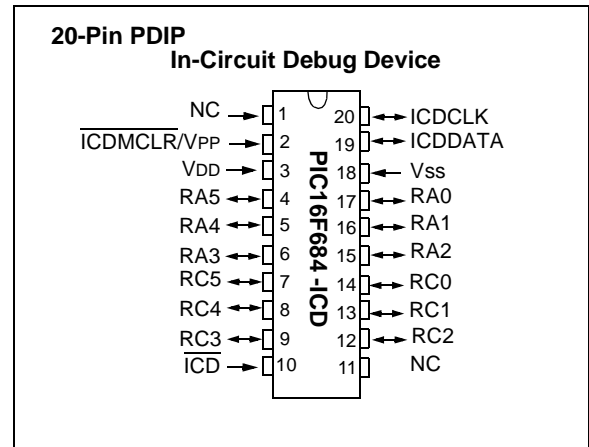 20-Pin PDIP
In-Circuit Debug Device
NC 1 20 ICDCLK
ICDMCLR/VPP 2 19 ICDDATA
VDD 3 18 Vss
RA5 4 17 RA0
RA4 5 16 RA1
RA3 6 15 RA2
RC5 7 14 RC0
RC4 8 13 RC1
RC3 9 12 RC2
ICD 10 11 NC
PIC16F684-ICD